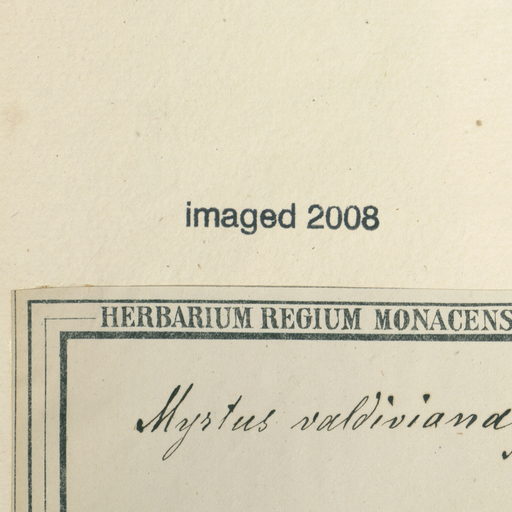 imaged 2008
HERBARIUM REGIUM MONACENS
Myrtus valdiviana